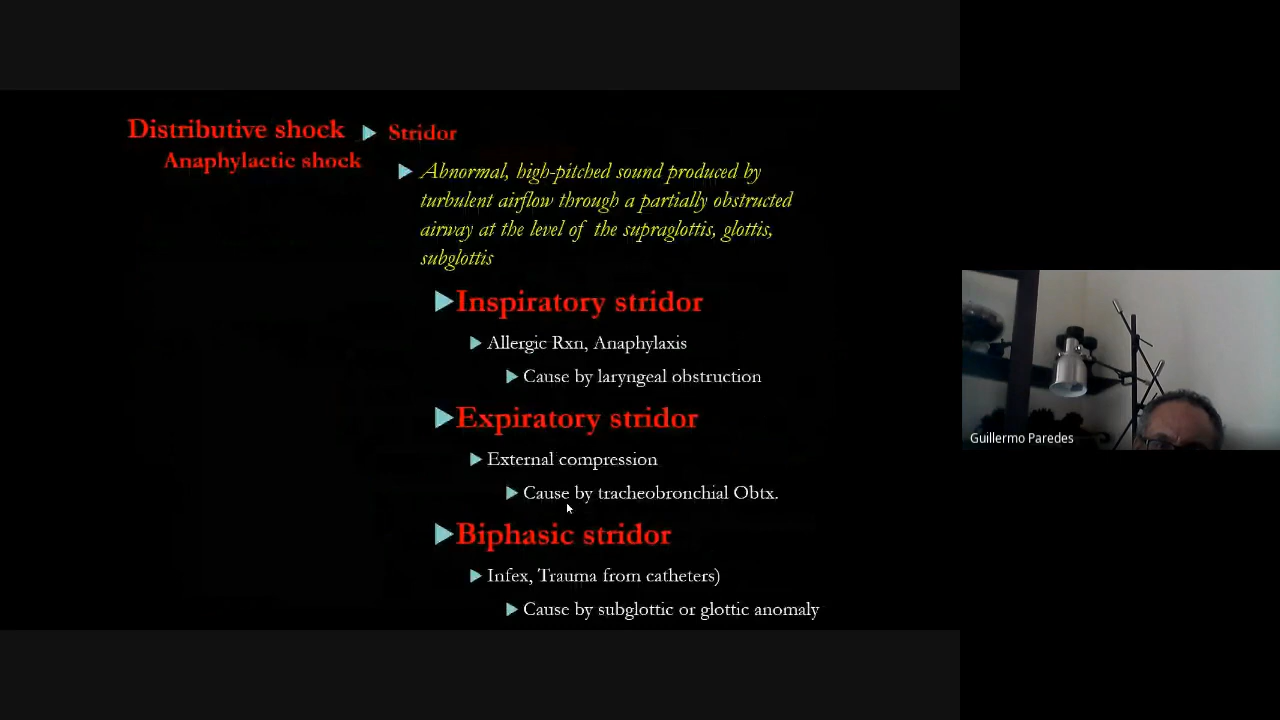 Distributive shock
Anaphylactic shock
Stridor
Abnormal, high-pitched sound produced by
turbulent airflow through a partially obstructed
airway at the level of the supraglottis, glottis,
subglottis
Inspiratory stridor
Allergic Rxn, Anaphylaxis
Cause by laryngeal obstruction
Expiratory stridor
External compression
Cause by tracheobronchial Obtx.
Biphasic stridor
Infex, Trauma from catheters)
Cause by subglottic or glottic anomaly
Guillermo Paredes